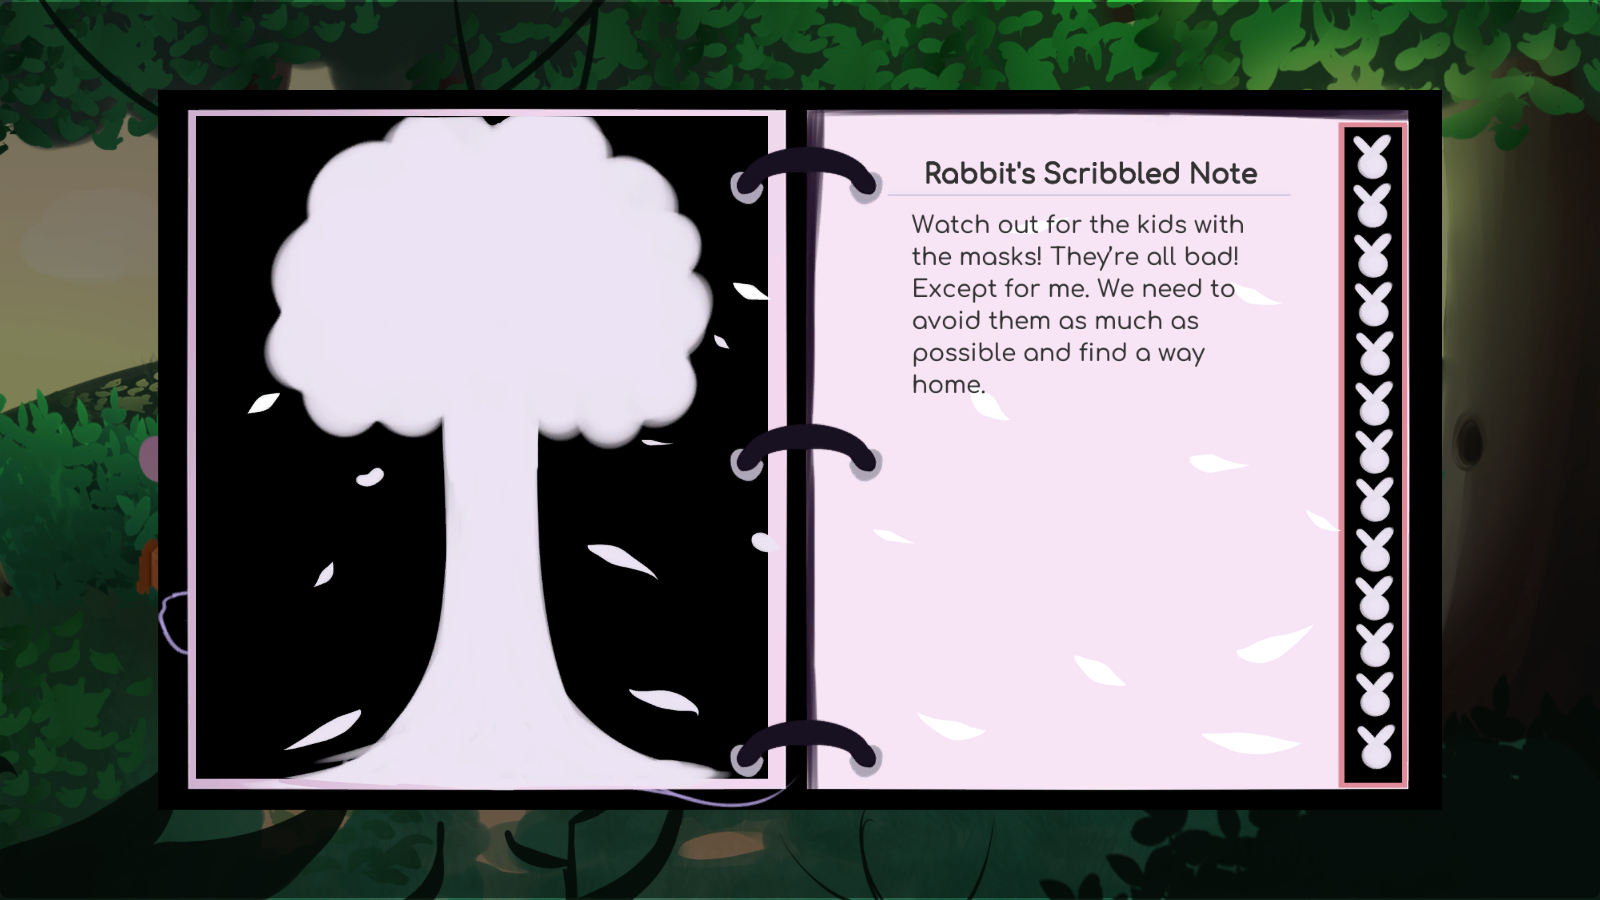 Rabbit's Scribbled Note
Watch out for the kids with
the masks! They're all bad!
Except for me. We need to
avoid them as much as
possible and find a way
home.